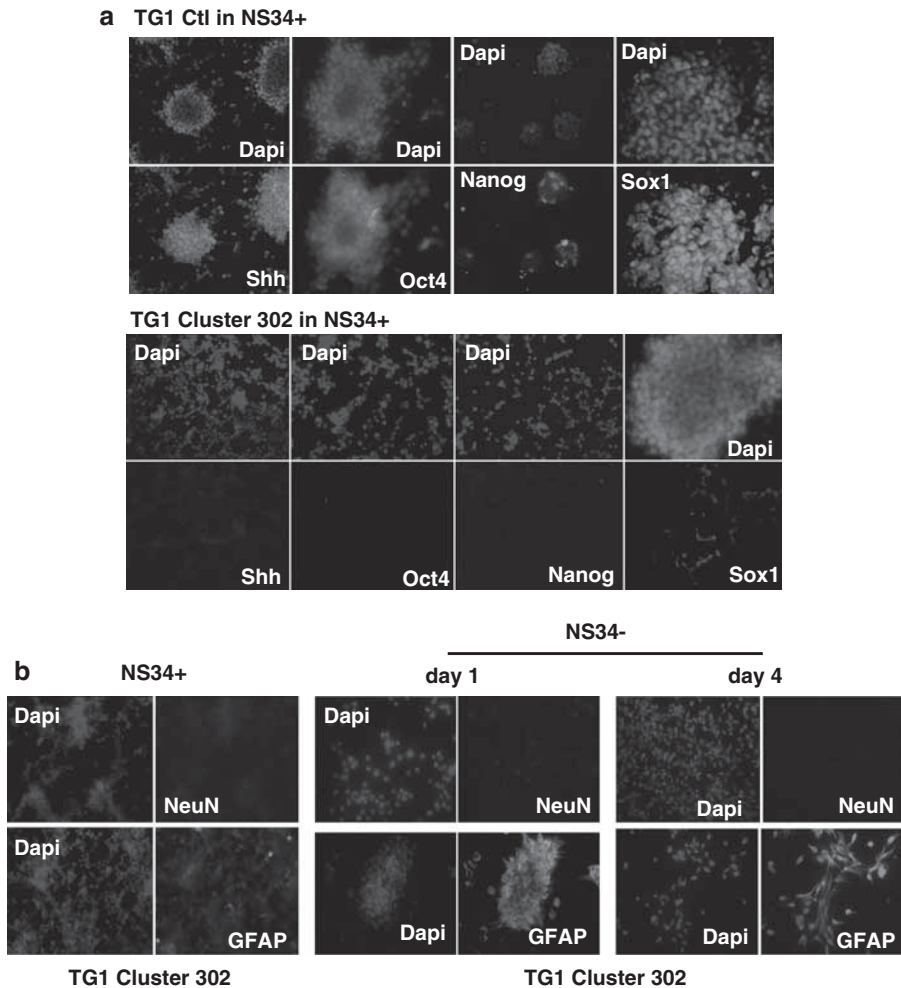 a TG1 Ctl in NS34+
Dapi Dapi Dapi Dapi
Shh Oct4 Nanog Sox1
TG1 Cluster 302 in NS34+
Dapi Dapi Dapi Dapi
Shh Oct4 Nanog Sox1
NS34-
b NS34+ day 1 day 4
Dapi NeuN Dapi NeuN Dapi NeuN
Dapi GFAP Dapi GFAP Dapi GFAP
TG1 Cluster 302 TG1 Cluster 302